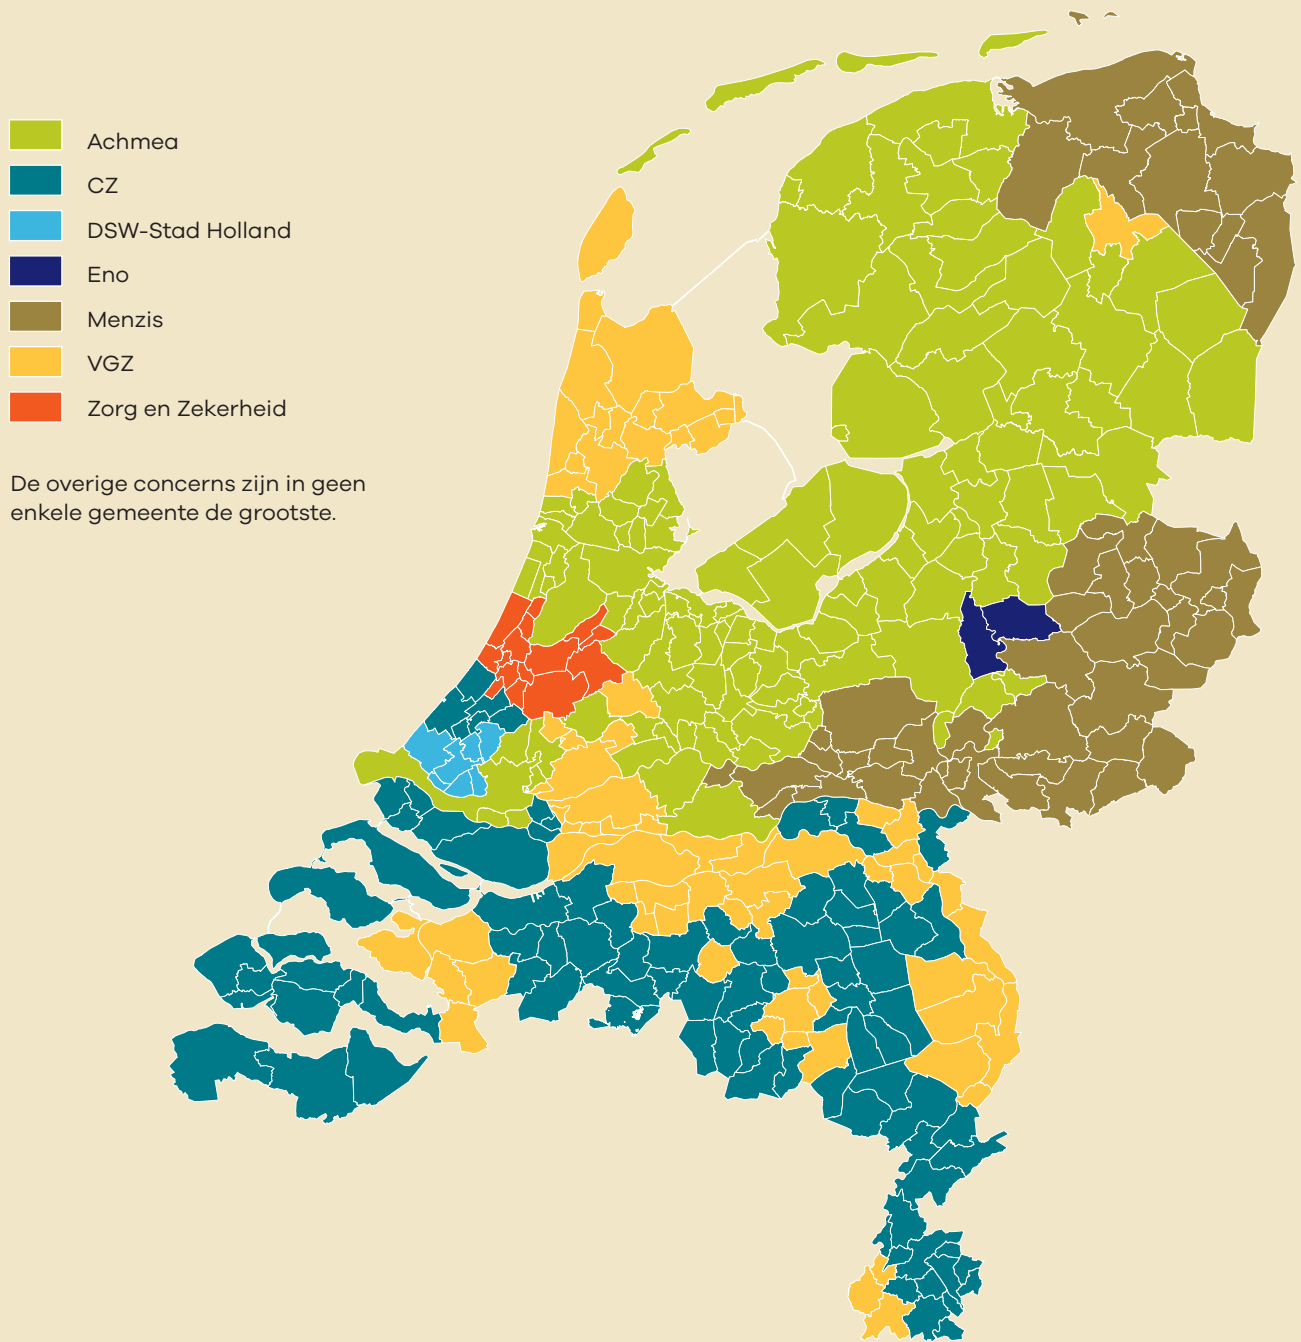 Achmea
CZ
DSW-Stad Holland
Eno
Menzis
VGZ
Zorg en Zekerheid
De overige concerns zijn in geen
enkele gemeente de grootste.